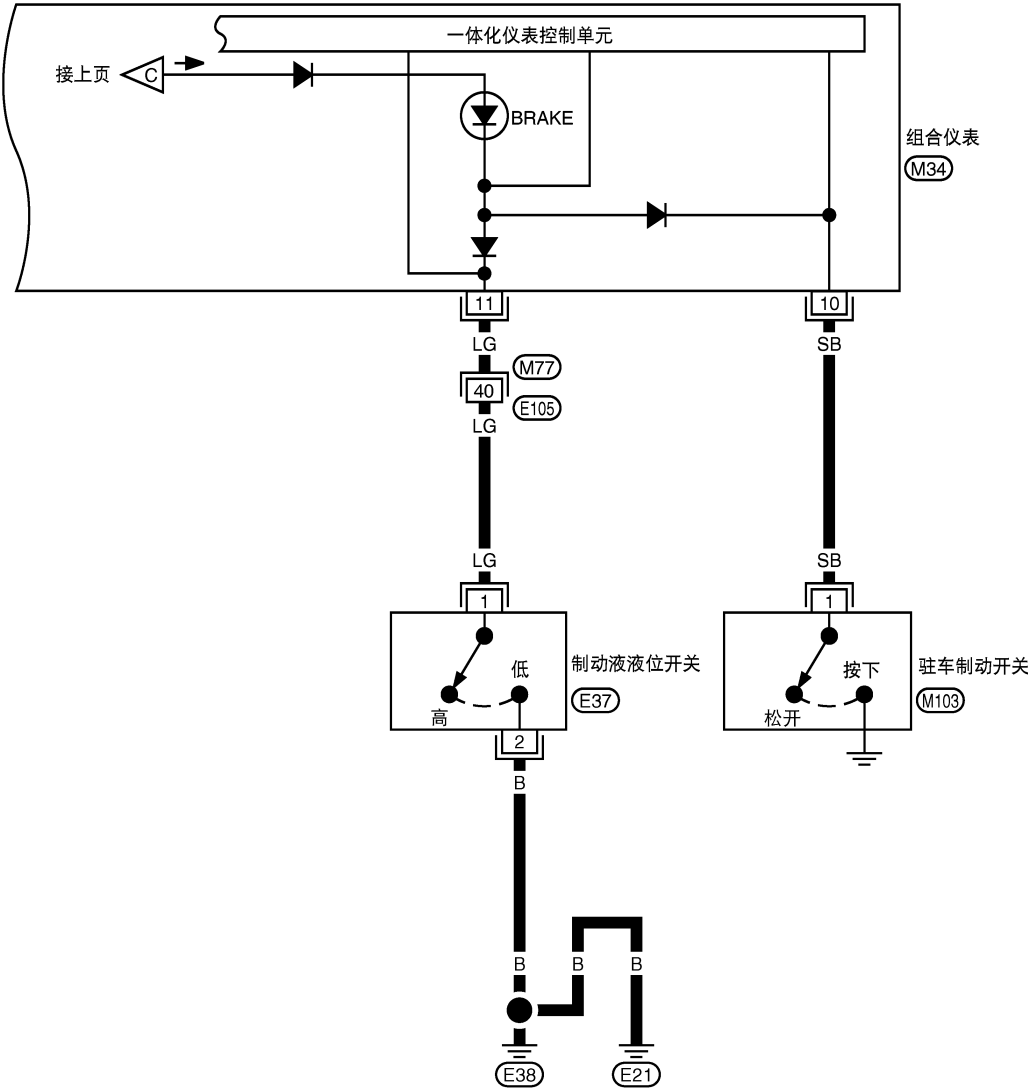 一体化仪表控制单元
接上页
C
BRAKE
组合仪表
M34
11
10
LG
SB
M77
40
E105
LG
LG
SB
1
1
制动液液位开关
E37
低
高
驻车制动开关
M103
按下
松开
2
B
B
B
B
E38
E21